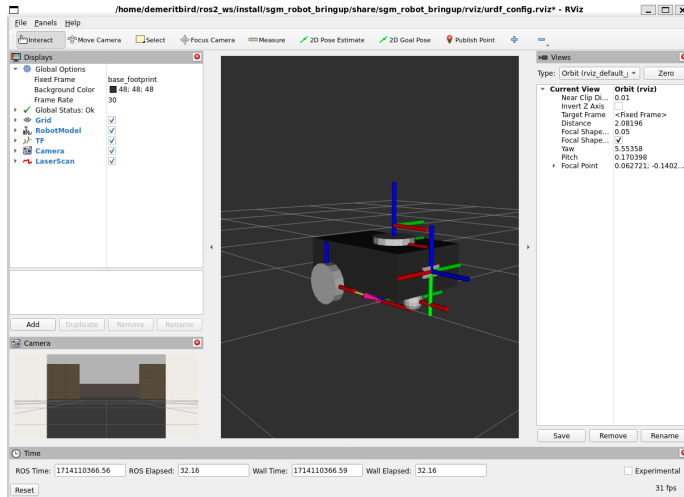 /home/demeritbird/ros2_ws/install/sgm_robot_bringup/share/sgm_robot_bringup/rviz/urdf_config.rviz* - RViz
File Panels Help
Interact Move Camera Select Focus Camera Measure 2D Pose Estimate 2D Goal Pose Publish Point
Displays
Global Options
Fixed Frame base_footprint
Background Color 48; 48; 48
Frame Rate 30
Global Status: Ok
Grid
RobotModel
TF
Camera
LaserScan
Add Duplicate Remove Rename
Camera
Views
Type: Orbit (rviz_default_ Zero
Current View Orbit (rviz)
Near Clip Di... 0.01
Invert Z Axis
Target Frame <Fixed Frame>
Distance 2.08196
Focal Shape... 0.05
Focal Shape...
Yaw 5.55358
Pitch 0.170398
Focal Point 0.062721; -0.1402...
Save Remove Rename
Time
ROS Time: 1714110366.56 ROS Elapsed: 32.16 Wall Time: 1714110366.59 Wall Elapsed: 32.16 Experimental
Reset 31 fps